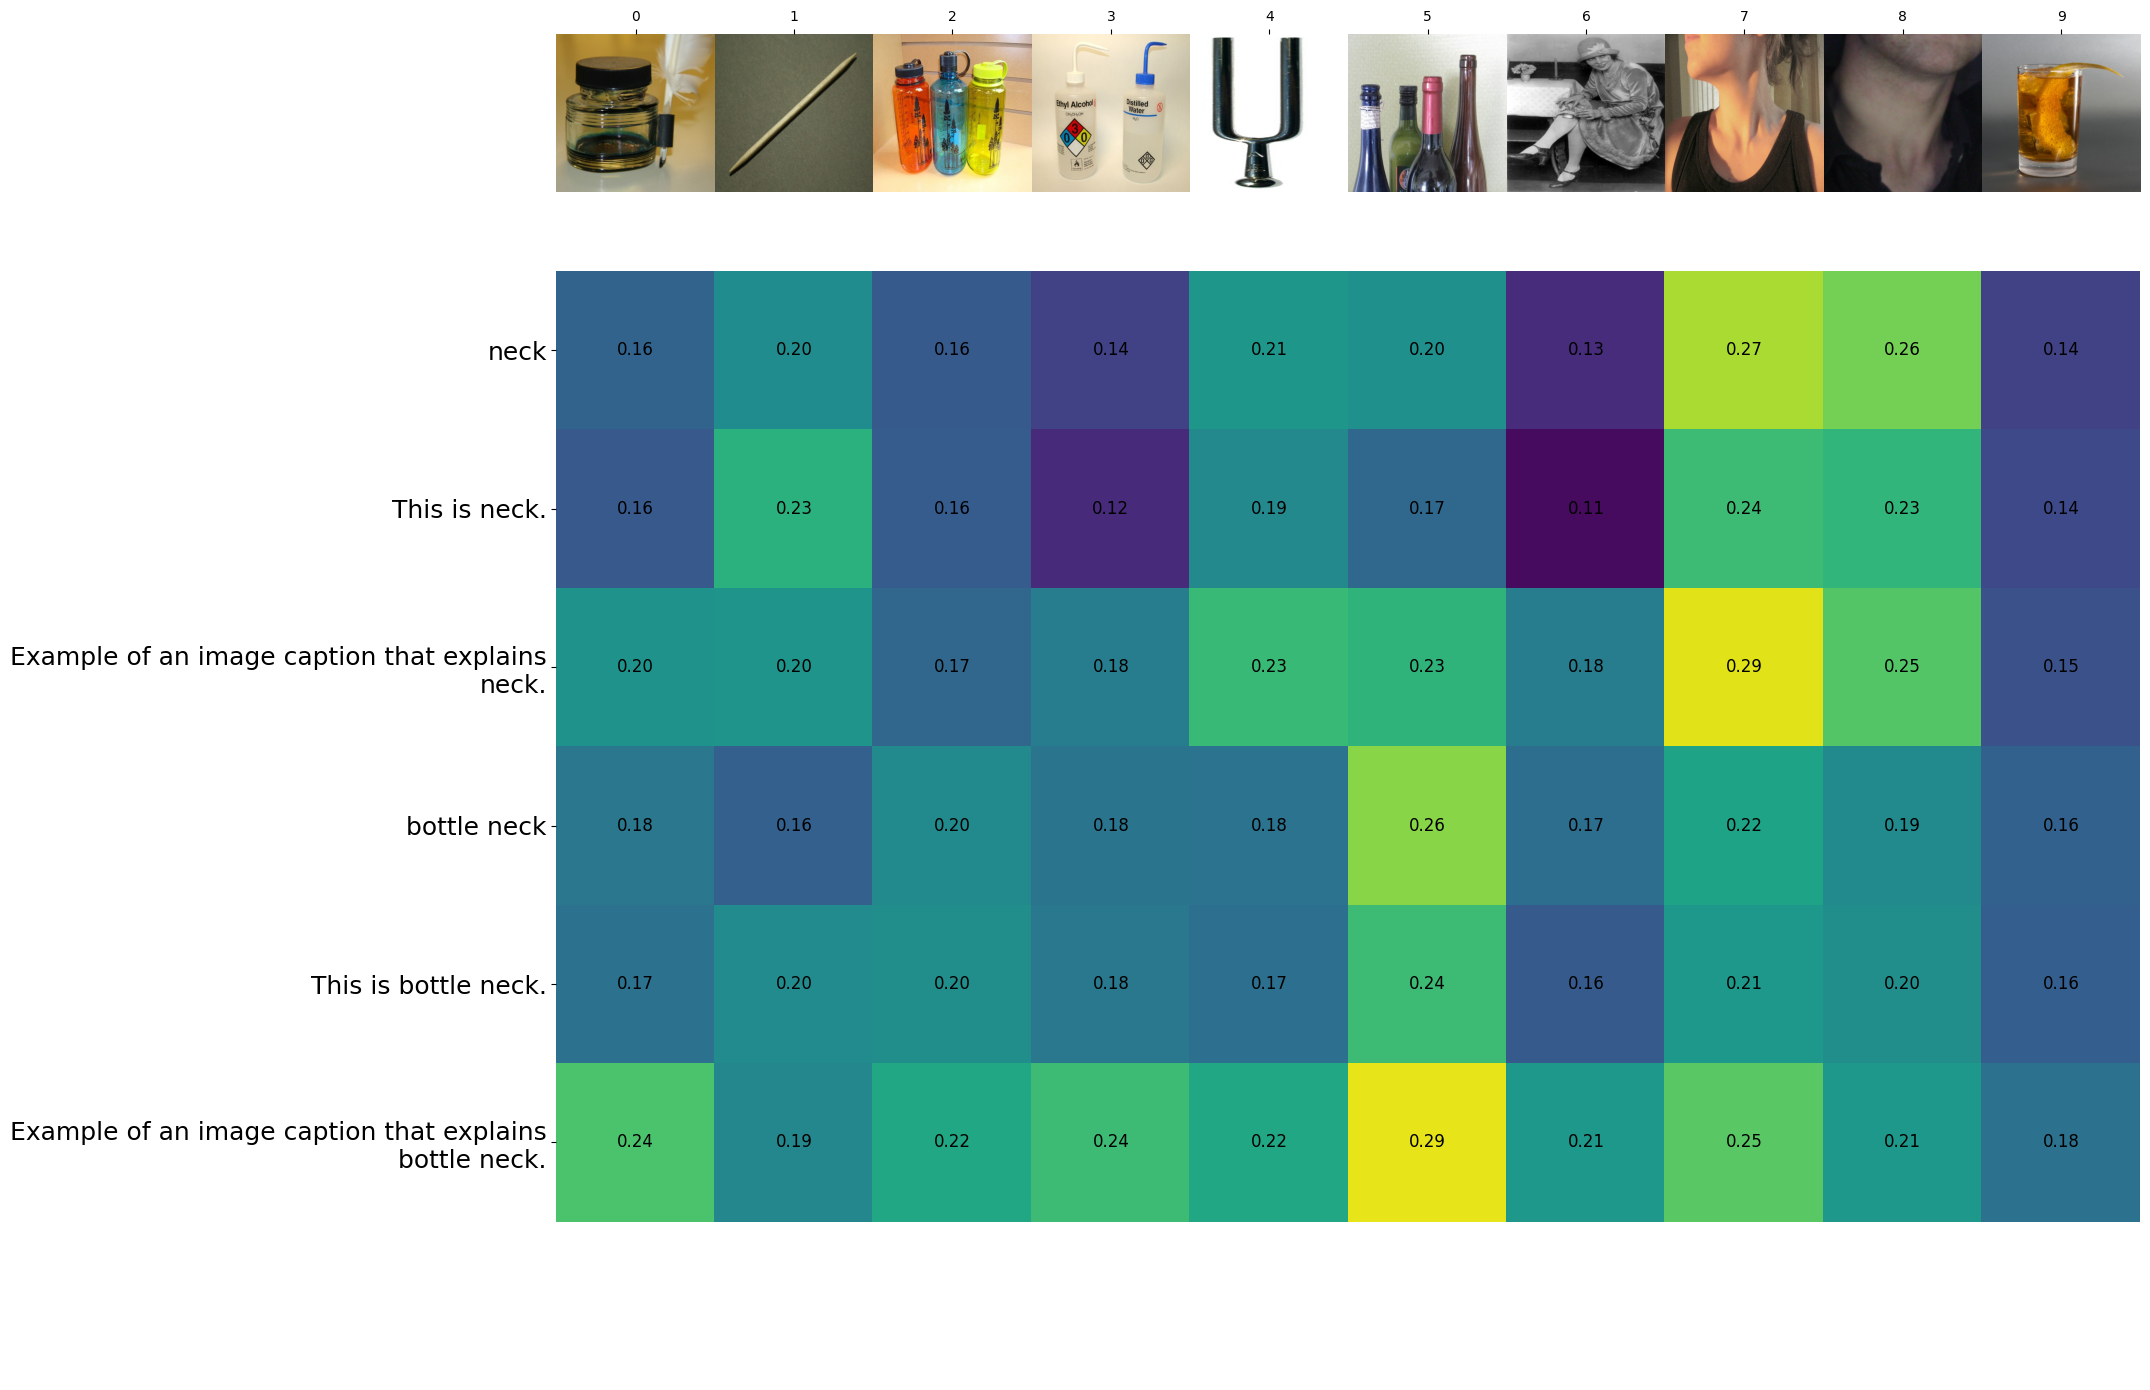 0 1 2 3 4 5 6 7 8 9
Ethyl Alcohol
Distilled
Water
0 3 0
neck 0.16 0.20 0.16 0.14 0.21 0.20 0.13 0.27 0.26 0.14
This is neck. 0.16 0.23 0.16 0.12 0.19 0.17 0.11 0.24 0.23 0.14
Example of an image caption that explains
neck. 0.20 0.20 0.17 0.18 0.23 0.23 0.18 0.29 0.25 0.15
bottle neck 0.18 0.16 0.20 0.18 0.18 0.26 0.17 0.22 0.19 0.16
This is bottle neck. 0.17 0.20 0.20 0.18 0.17 0.24 0.16 0.21 0.20 0.16
Example of an image caption that explains
bottle neck. 0.24 0.19 0.22 0.24 0.22 0.29 0.21 0.25 0.21 0.18